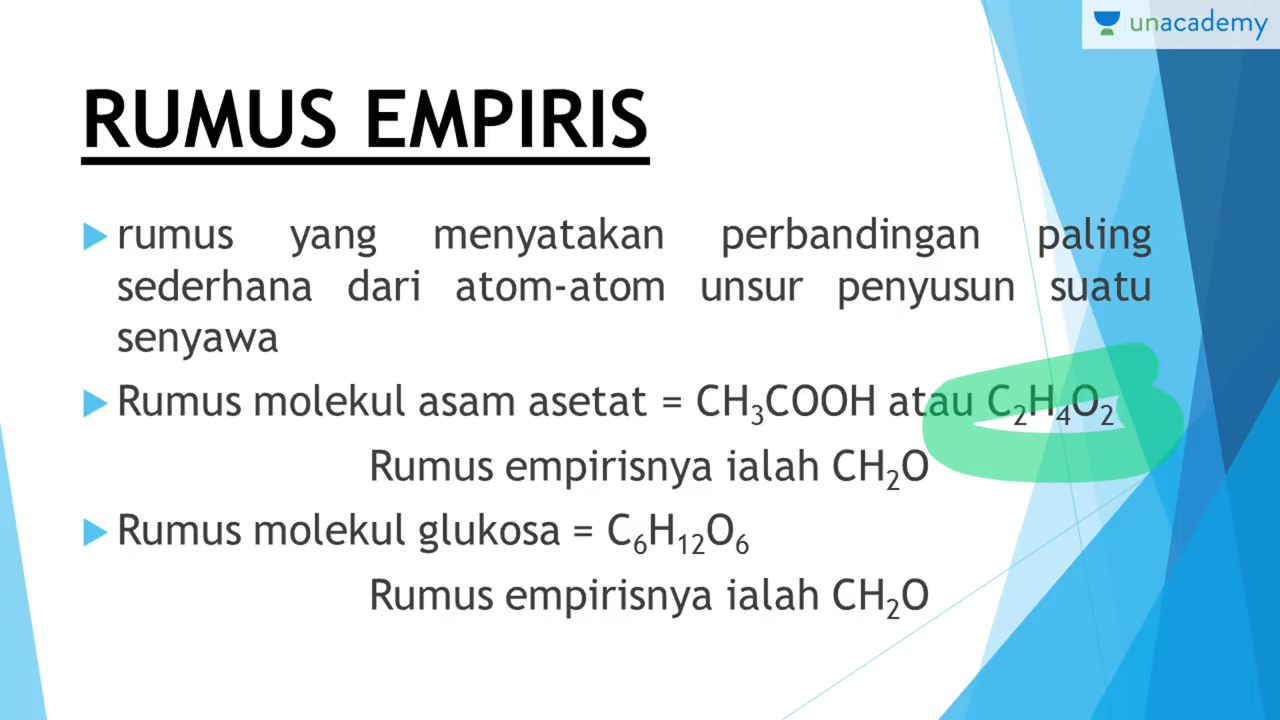 unacademy
RUMUS EMPIRIS
rumus yang menyatakan perbandingan paling
sederhana dari atom-atom unsur penyusun suatu
senyawa
Rumus molekul asam asetat = CH₃COOH atau C₂H₄O₂
Rumus empirisnya ialah CH₂O
Rumus molekul glukosa = C₆H₁₂O₆
Rumus empirisnya ialah CH₂O